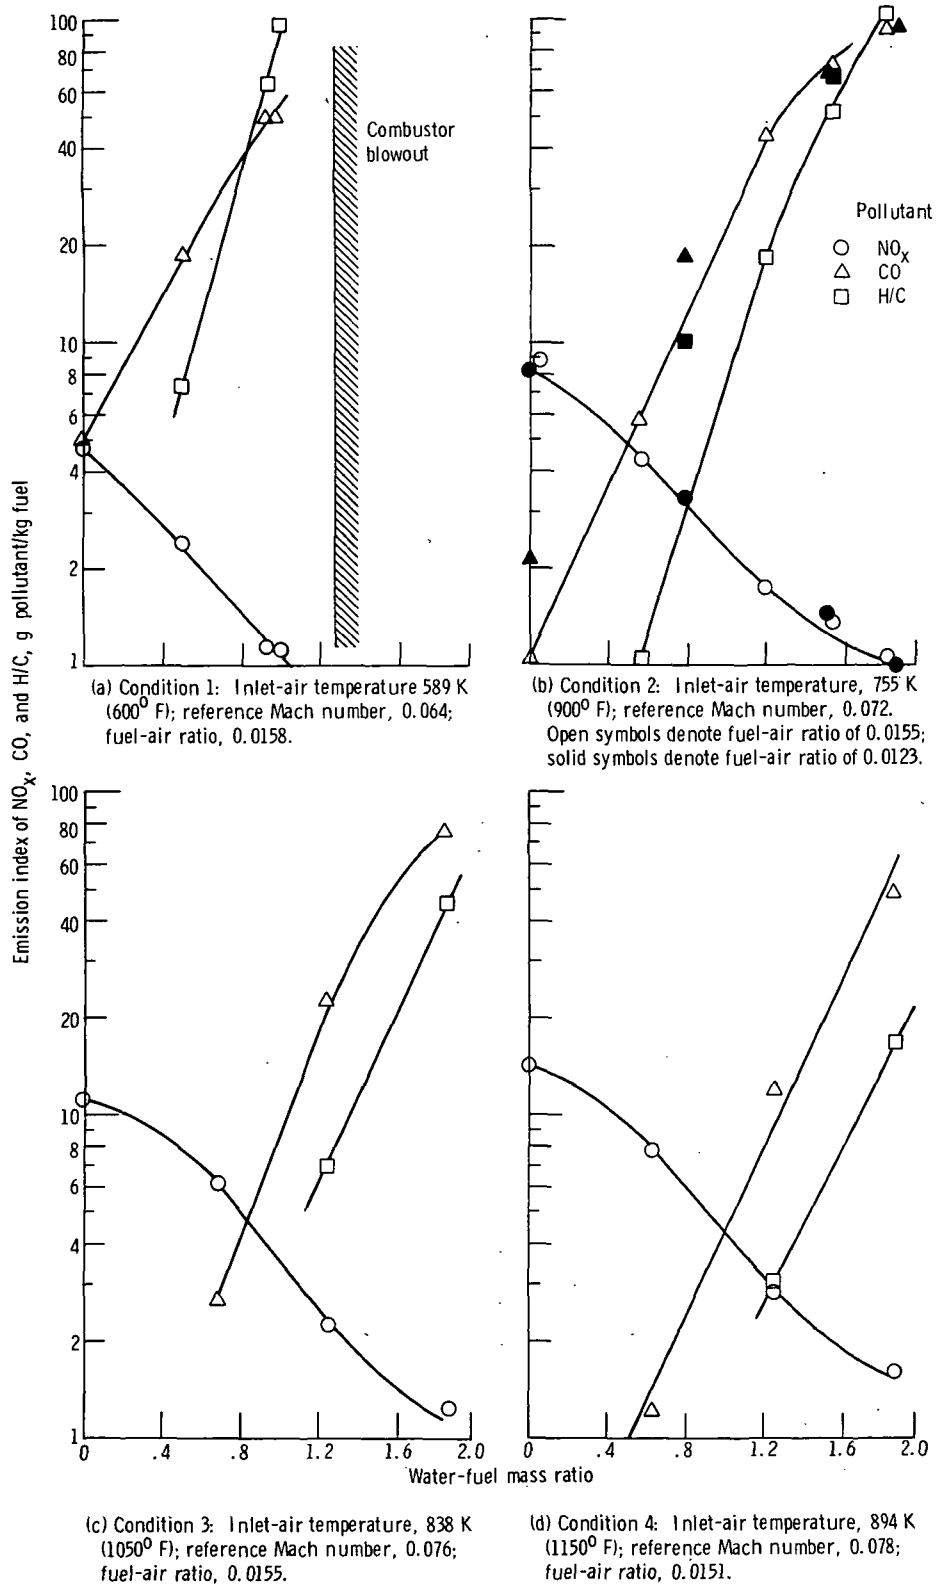 Emission index of NOx, CO, and H/C, g pollutant/kg fuel
100
80
60
40
20
10
8
6
4
2
1
Combustor
blowout
Pollutant
NOx
CO
H/C
(a) Condition 1: Inlet-air temperature 589 K
(600⁰ F); reference Mach number, 0.064;
fuel-air ratio, 0.0158.
(b) Condition 2: Inlet-air temperature, 755 K
(900⁰ F); reference Mach number, 0.072.
Open symbols denote fuel-air ratio of 0.0155;
solid symbols denote fuel-air ratio of 0.0123.
100
80
60
40
20
10
8
6
4
2
1
0 .4 .8 1.2 1.6 2.0
0 .4 .8 1.2 1.6 2.0
Water-fuel mass ratio
(c) Condition 3: Inlet-air temperature, 838 K
(1050⁰ F); reference Mach number, 0.076;
fuel-air ratio, 0.0155.
(d) Condition 4: Inlet-air temperature, 894 K
(1150⁰ F); reference Mach number, 0.078;
fuel-air ratio, 0.0151.